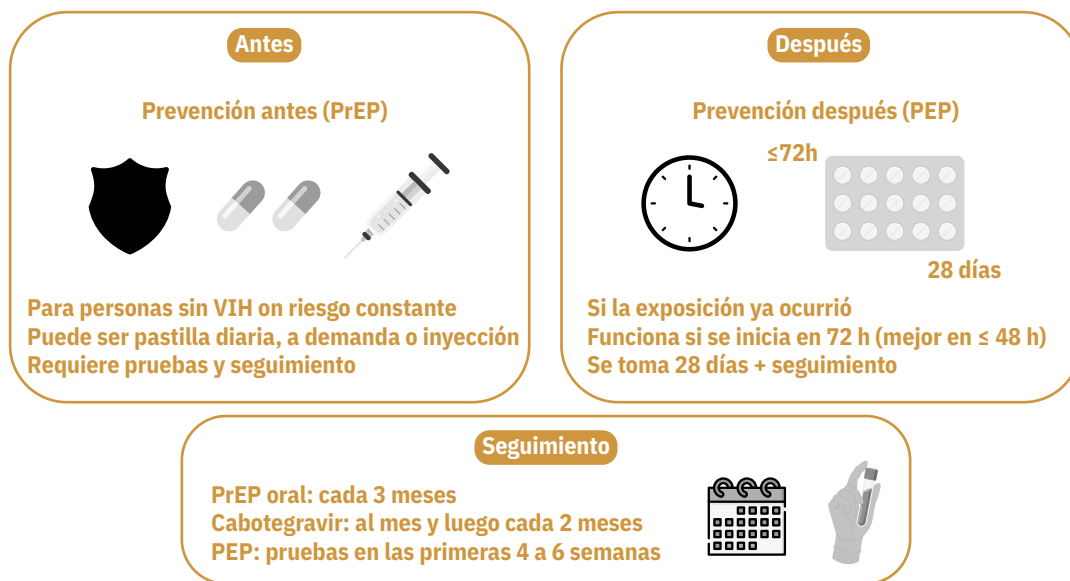 Antes
Prevención antes (PrEP)
Para personas sin VIH on riesgo constante
Puede ser pastilla diaria, a demanda o inyección
Requiere pruebas y seguimiento
Después
Prevención después (PEP)
≤72h
28 días
Si la exposición ya ocurrió
Funciona si se inicia en 72 h (mejor en ≤ 48 h)
Se toma 28 días + seguimiento
Seguimiento
PrEP oral: cada 3 meses
Cabotegravir: al mes y luego cada 2 meses
PEP: pruebas en las primeras 4 a 6 semanas